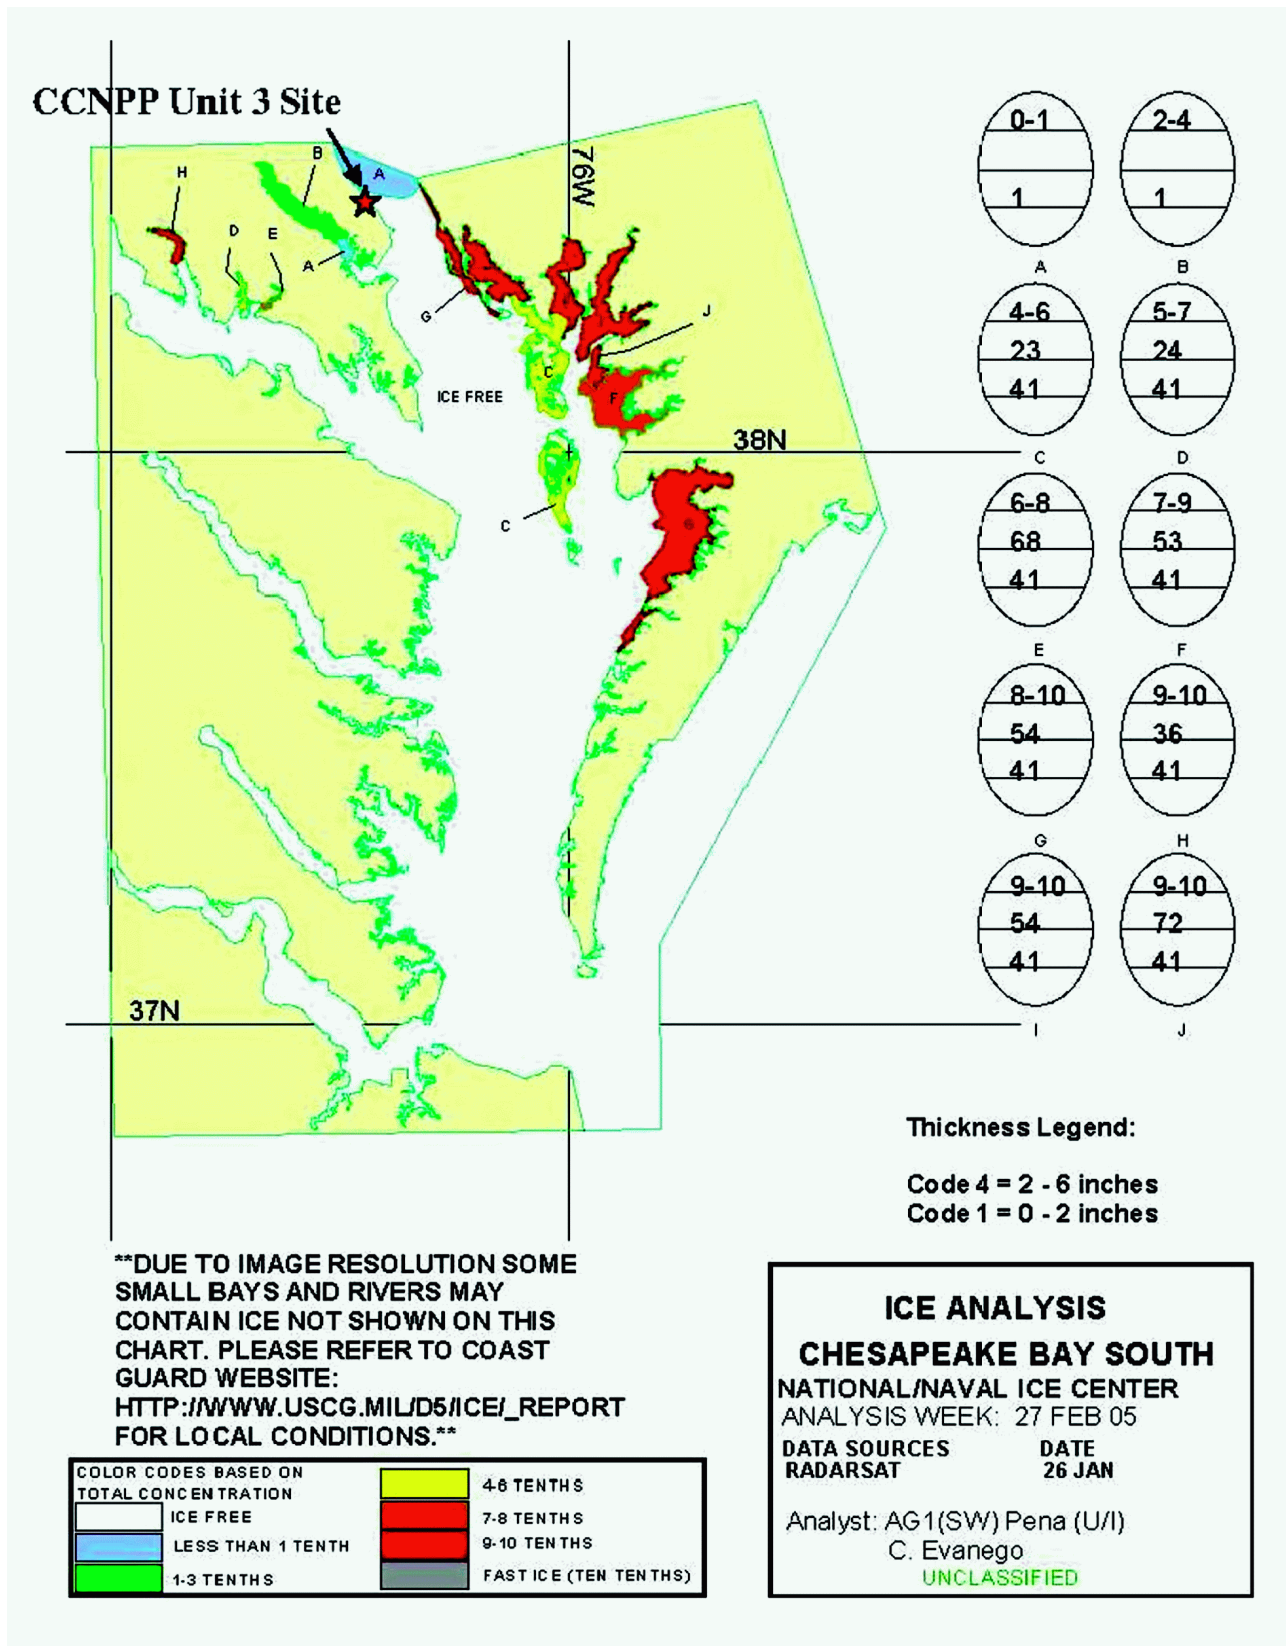 CCNPP Unit 3 Site
B
A
H
76W
D
E
A
G
J
C
ICE FREE
F
38N
C
37N
0-1
1
A
2-4
1
B
4-6
23
41
C
5-7
24
41
D
6-8
68
41
E
7-9
53
41
F
8-10
54
41
G
9-10
36
41
H
9-10
54
41
I
9-10
72
41
J
Thickness Legend:
Code 4 = 2 - 6 inches
Code 1 = 0 - 2 inches
**DUE TO IMAGE RESOLUTION SOME
SMALL BAYS AND RIVERS MAY
CONTAIN ICE NOT SHOWN ON THIS
CHART. PLEASE REFER TO COAST
GUARD WEBSITE:
HTTP://WWW.USCG.MIL/D5/ICE/_REPORT
FOR LOCAL CONDITIONS.**
COLOR CODES BASED ON
TOTAL CONCENTRATION
ICE FREE
LESS THAN 1 TENTH
1-3 TENTHS
4-6 TENTHS
7-8 TENTHS
9-10 TENTHS
FAST ICE (TEN TENTHS)
ICE ANALYSIS
CHESAPEAKE BAY SOUTH
NATIONAL/NAVAL ICE CENTER
ANALYSIS WEEK: 27 FEB 05
DATA SOURCES DATE
RADARSAT 26 JAN
Analyst: AG1(SW) Pena (U/I)
C. Evanego
UNCLASSIFIED